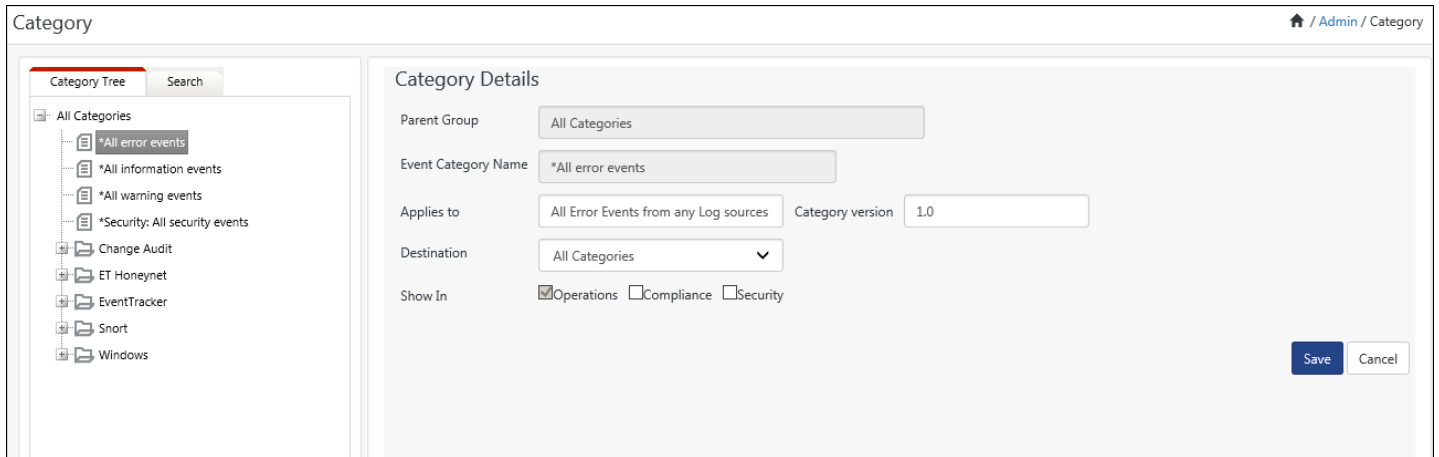 Category
/ Admin / Category
Category Tree Search
All Categories
*All error events
*All information events
*All warning events
*Security: All security events
Change Audit
ET Honeynet
EventTracker
Snort
Windows
Category Details
Parent Group All Categories
Event Category Name *All error events
Applies to All Error Events from any Log sources Category version 1.0
Destination All Categories
Show In Operations Compliance Security
Save Cancel